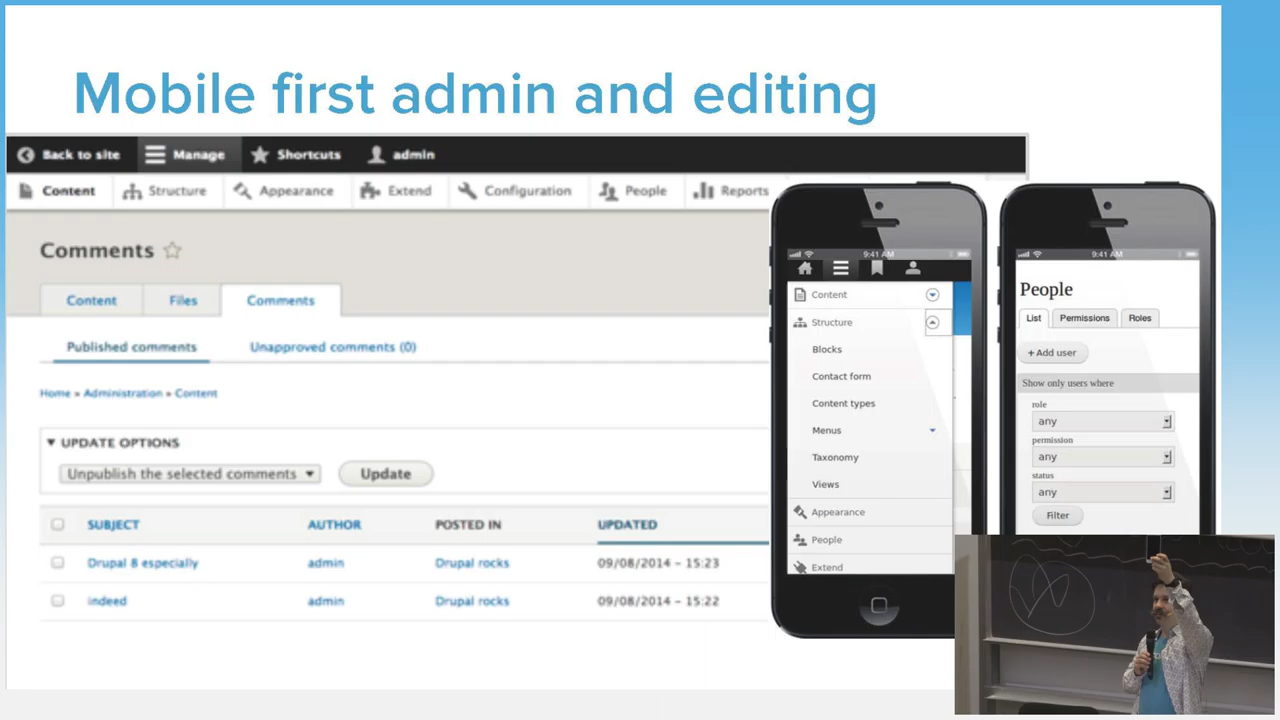 Mobile first admin and editing
Back to site Manage Shortcuts admin
Content Structure Appearance Extend Configuration People Reports
Comments
Content Files Comments
Published comments Unapproved comments (0)
Home » Administration » Content
▼ UPDATE OPTIONS
Unpublish the selected comments ▼ Update
SUBJECT AUTHOR POSTED IN UPDATED
Drupal 8 especially admin Drupal rocks 09/08/2014 – 15:23
indeed admin Drupal rocks 09/08/2014 – 15:22
9:41 AM
Content
Structure
Blocks
Contact form
Content types
Menus
Taxonomy
Views
Appearance
People
Extend
9:41 AM
People
List Permissions Roles
+ Add user
Show only users where
role
any
permission
any
status
any
Filter